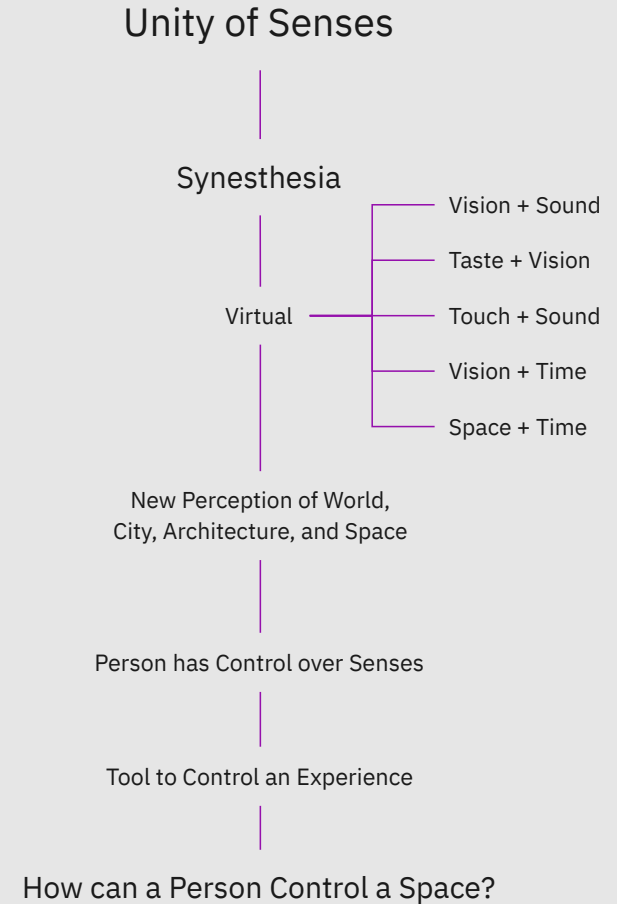 Unity of Senses
Synesthesia
Vision + Sound
Taste + Vision
Virtual
Touch + Sound
Vision + Time
Space + Time
New Perception of World,
City, Architecture, and Space
Person has Control over Senses
Tool to Control an Experience
How can a Person Control a Space?